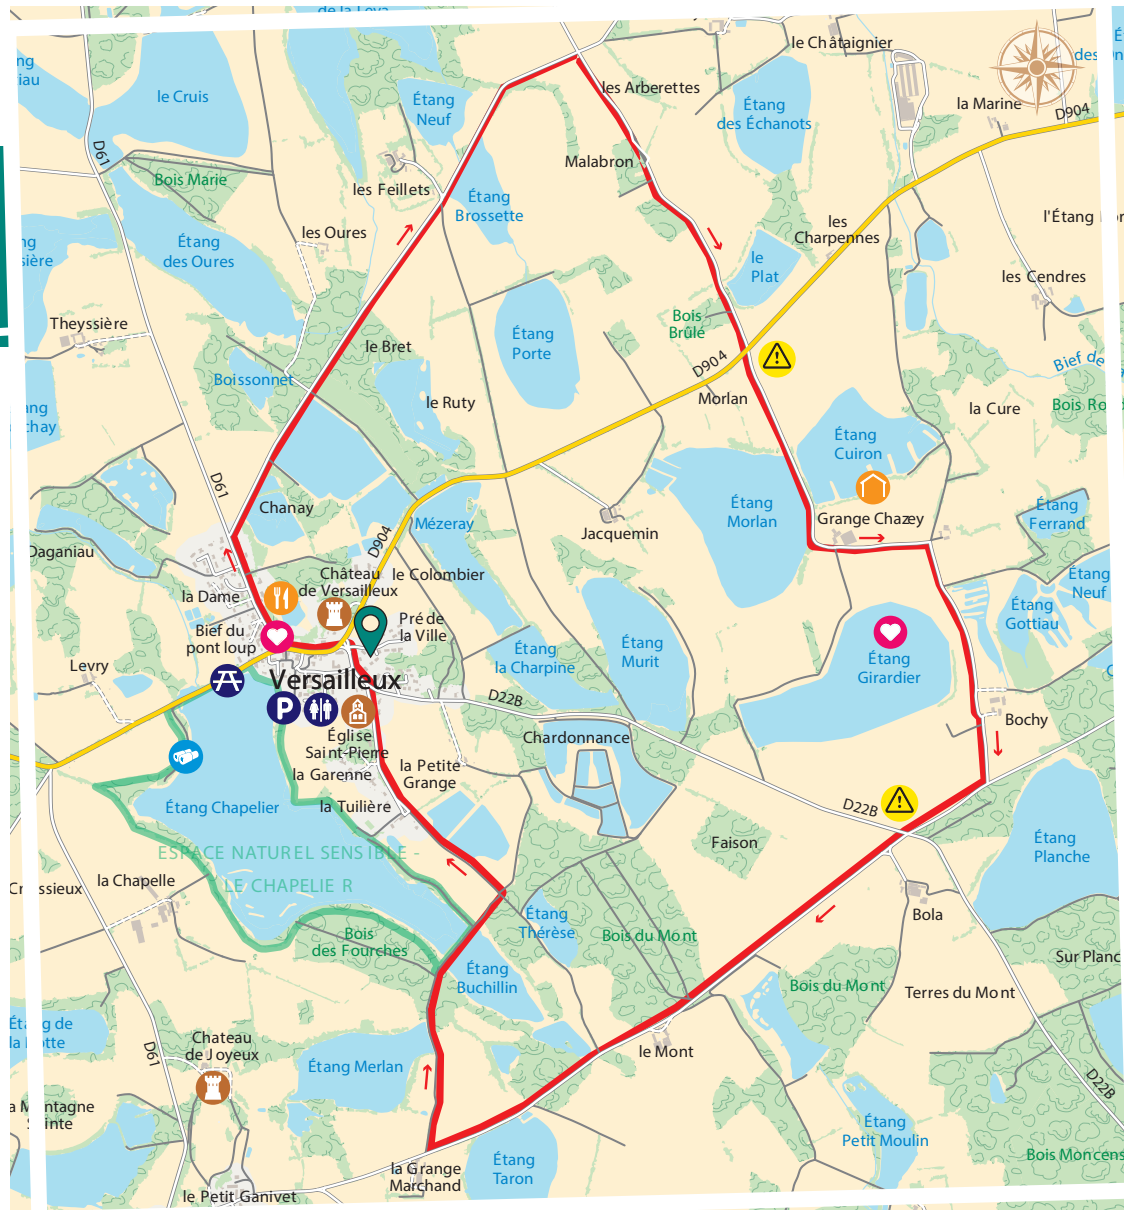 de la Leva
le Châtaignier
le Cruis
Étang
Neuf
les Arberettes
Étang
des Échanots
la Marine
D904
D61
Malabron
Bois Marie
les Feillets
Étang
Brossette
les
Charpennes
les Oures
Étang
des Oures
le
Plat
les Cendres
Theyssière
Bois
Brûlé
le Bret
Étang
Porte
D904
Bief de
Boissonnet
Morlan
le Ruty
la Cure
Étang
Cuiron
D61
Chanay
Mézeray
Étang
Morlan
Grange Chazey
Étang
Ferrand
Jacquemin
D904
Daganiau
Château
de Versailleux
le Colombier
Étang
Neuf
la Dame
Étang
Gottiau
Pré de
la Ville
Bief du
pont loup
Étang
la Charpine
Étang
Murit
Étang
Girardier
Levry
Versailleux
D22B
P
Bochy
Église
Saint-Pierre
Chardonnance
la Garenne
la Petite
Grange
Étang Chapelier
la Tuilière
D22B
Faison
Étang
Planche
ESPACE NATUREL SENSIBLE -
LE CHAPELIER
la Chapelle
Bola
Étang
Thérèse
Bois
des Fourches
Bois du Mont
Sur Planc
Étang
Buchillin
Bois du Mont
Terres du Mont
Étang de
Chateau
de Joyeux
D61
le Mont
Étang Merlan
D22B
Étang
Petit Moulin
Bois Moncens
la Grange
Marchand
Étang
Taron
le Petit Ganivet